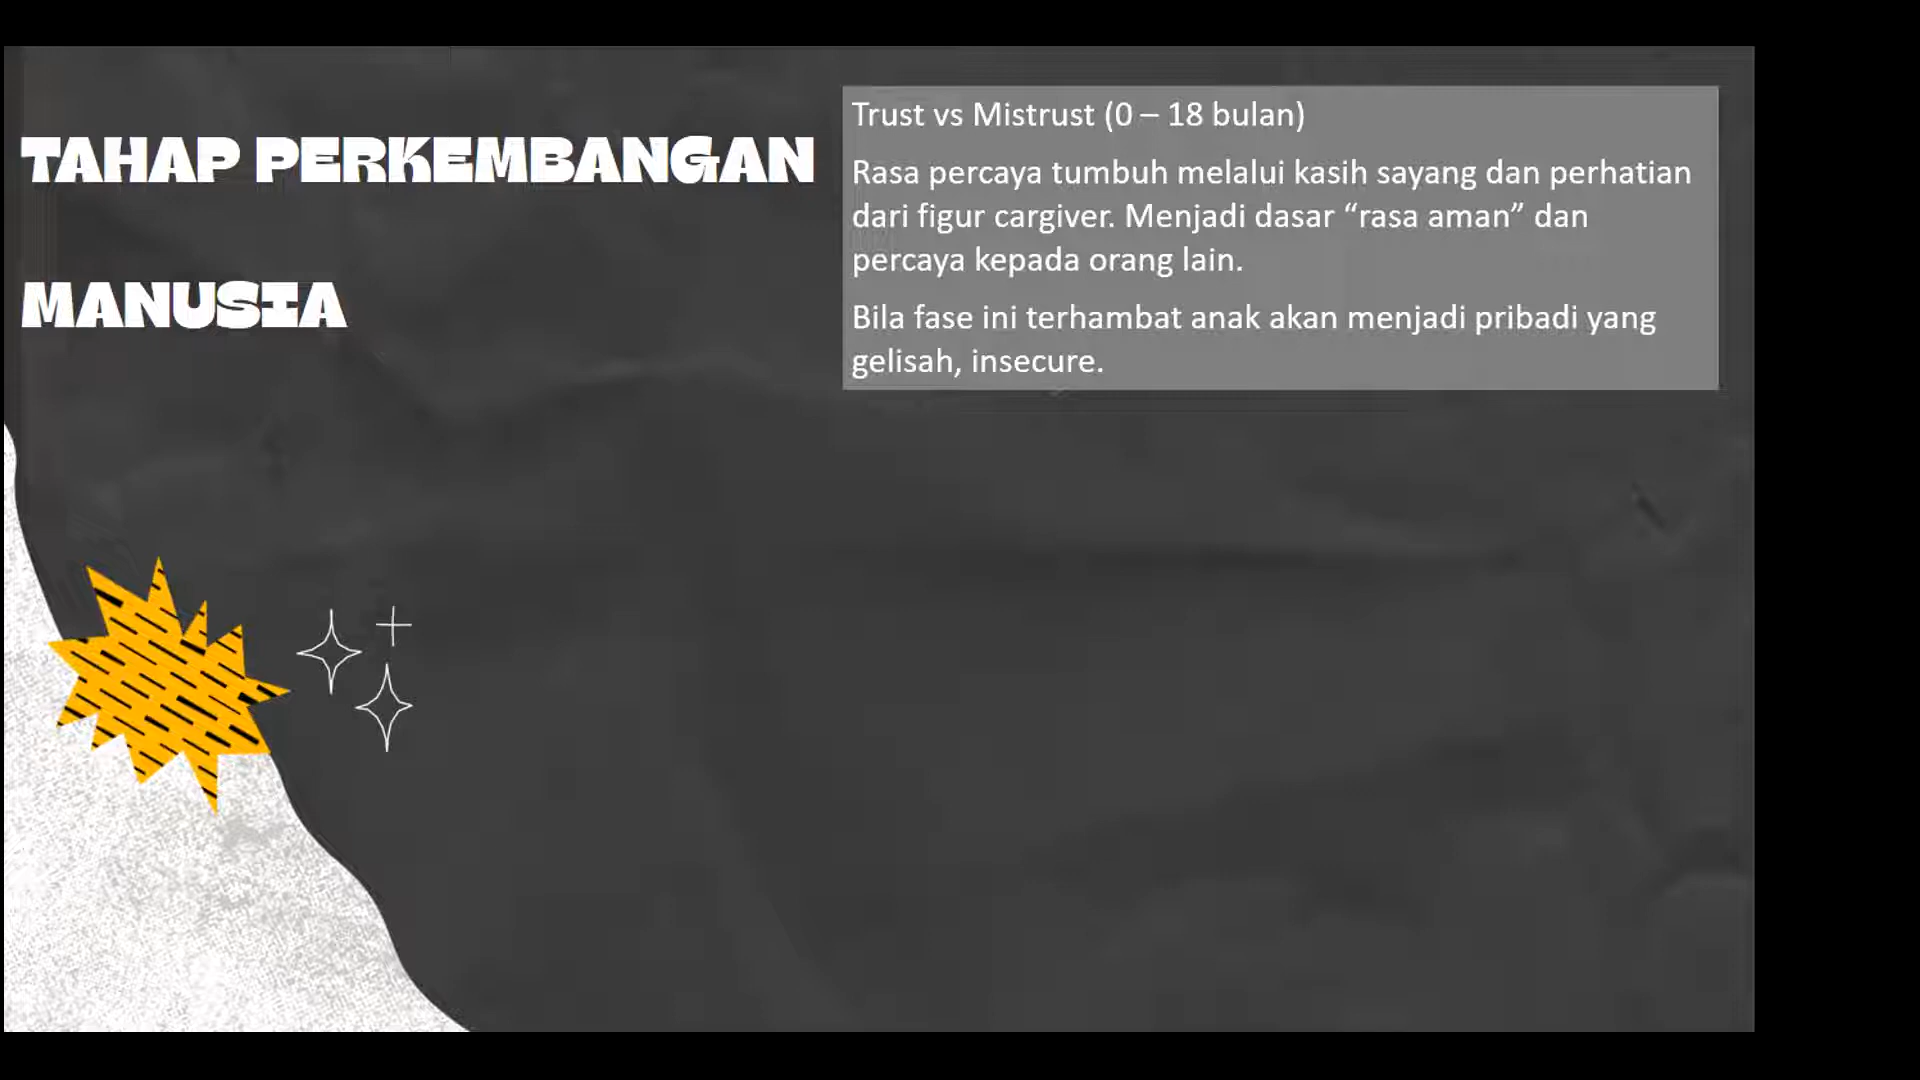 TAHAP PERKEMBANGAN
MANUSIA
Trust vs Mistrust (0 – 18 bulan)
Rasa percaya tumbuh melalui kasih sayang dan perhatian
dari figur cargiver. Menjadi dasar “rasa aman” dan
percaya kepada orang lain.
Bila fase ini terhambat anak akan menjadi pribadi yang
gelisah, insecure.